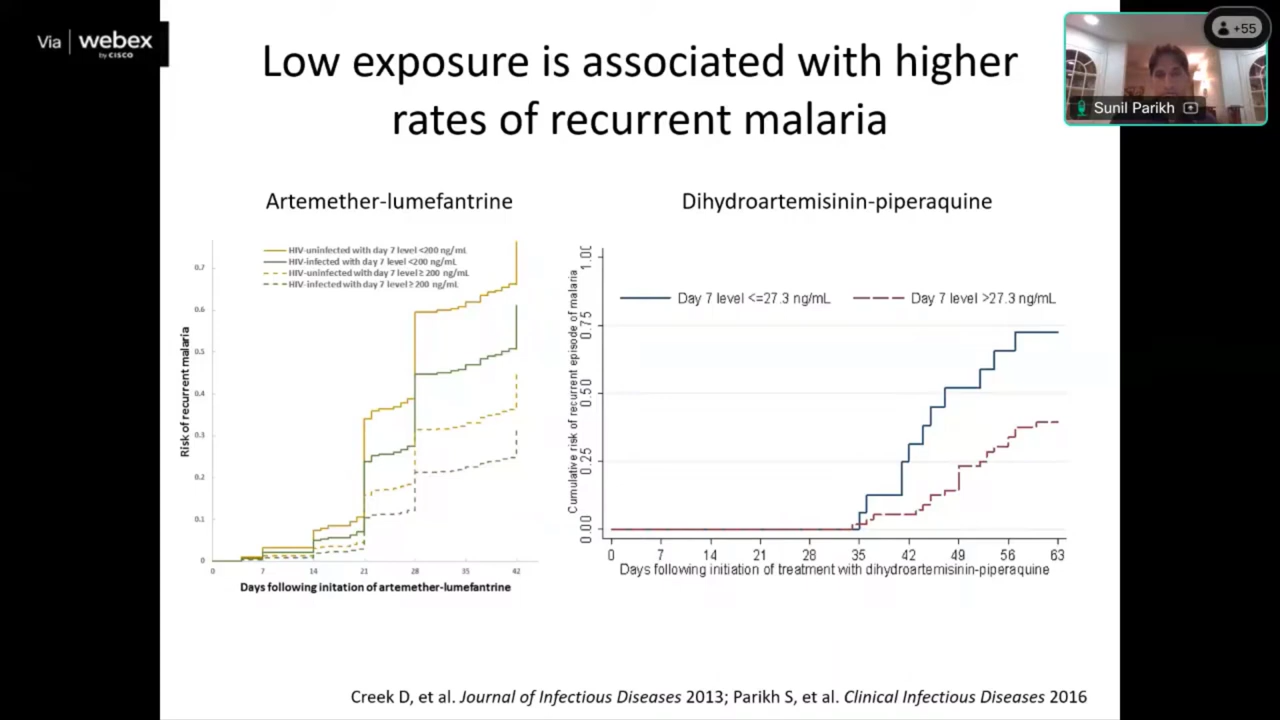 Via webex
by CISCO
Low exposure is associated with higher
rates of recurrent malaria
+55
Sunil Parikh
Artemether-lumefantrine
HIV-uninfected with day 7 level <200 ng/mL
HIV-infected with day 7 level <200 ng/mL
HIV-uninfected with day 7 level ≥ 200 ng/mL
HIV-infected with day 7 level ≥ 200 ng/mL
Risk of recurrent malaria
0.7
0.6
0.5
0.4
0.3
0.2
0.1
0
0 7 14 21 28 35 42
Days following initation of artemether-lumefantrine
Dihydroartemisinin-piperaquine
Day 7 level <=27.3 ng/mL
Day 7 level >27.3 ng/mL
Cumulative risk of recurrent episode of malaria
1.00
0.75
0.50
0.25
0.00
0 7 14 21 28 35 42 49 56 63
Days following initiation of treatment with dihydroartemisinin-piperaquine
Creek D, et al. Journal of Infectious Diseases 2013; Parikh S, et al. Clinical Infectious Diseases 2016